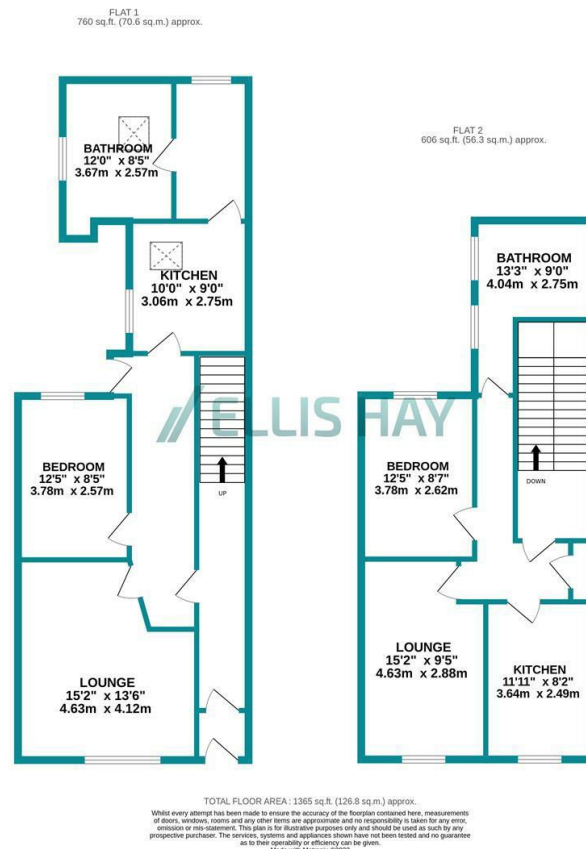 FLAT 1
760 sq.ft. (70.6 sq.m.) approx.
BATHROOM
12'0" x 8'5"
3.67m x 2.57m
KITCHEN
10'0" x 9'0"
3.06m x 2.75m
BEDROOM
12'5" x 8'5"
3.78m x 2.57m
UP
LOUNGE
15'2" x 13'6"
4.63m x 4.12m
FLAT 2
606 sq.ft. (56.3 sq.m.) approx.
BATHROOM
13'3" x 9'0"
4.04m x 2.75m
ELLIS HAY
BEDROOM
12'5" x 8'7"
3.78m x 2.62m
DOWN
LOUNGE
15'2" x 9'5"
4.63m x 2.88m
KITCHEN
11'11" x 8'2"
3.64m x 2.49m
TOTAL FLOOR AREA : 1365 sq.ft. (126.8 sq.m.) approx.
Whilst every attempt has been made to ensure the accuracy of the floorplan contained here, measurements
of doors, windows, rooms and any other items are approximate and no responsibility is taken for any error,
omission or mis-statement. This plan is for illustrative purposes only and should be used as such by any
prospective purchaser. The services, systems and appliances shown have not been tested and no guarantee
as to their operability or efficiency can be given.